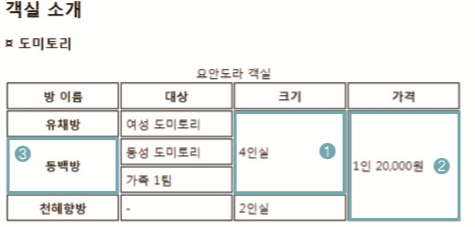 객실 소개
¤ 도미토리
요안도라 객실
방 이름 대상 크기 가격
유채방 여성 도미토리 4인실 ① 1인 20,000원 ②
③ 동백방 동성 도미토리
가족 1팀
천혜향방 - 2인실